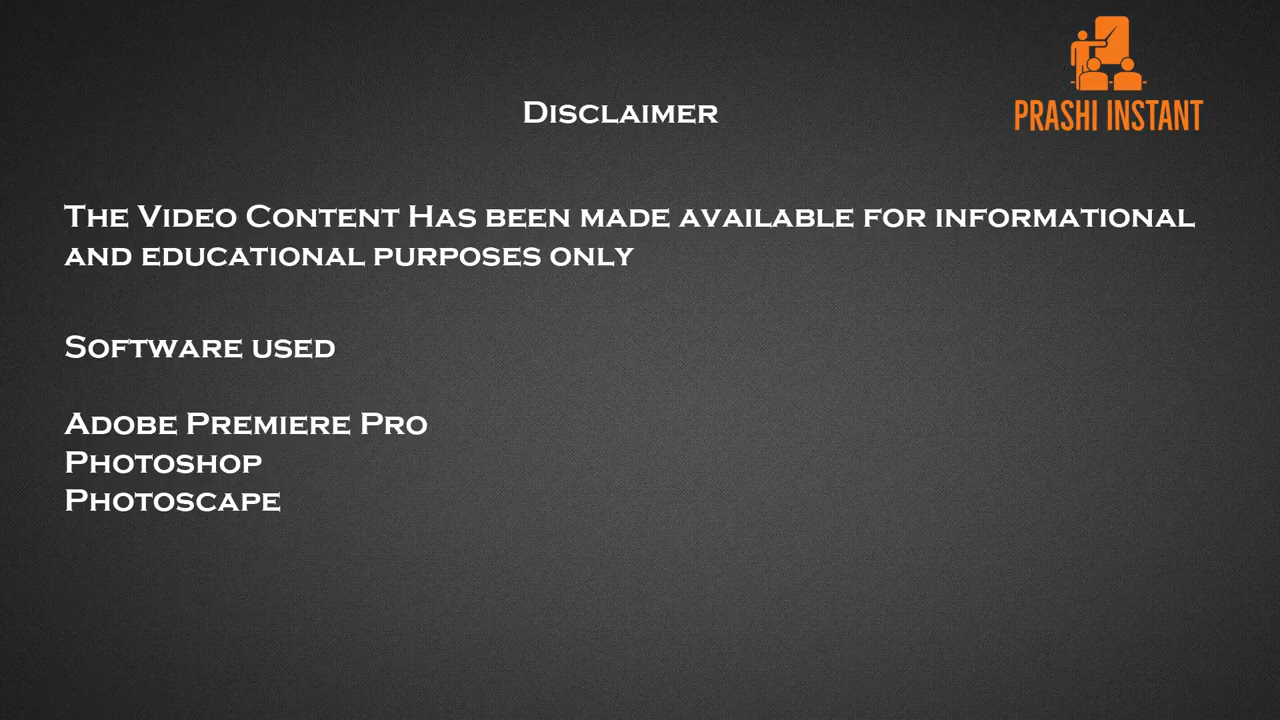 PRASHI INSTANT
Disclaimer
The Video Content Has been made available for informational
and educational purposes only
Software used
Adobe Premiere Pro
Photoshop
Photoscape